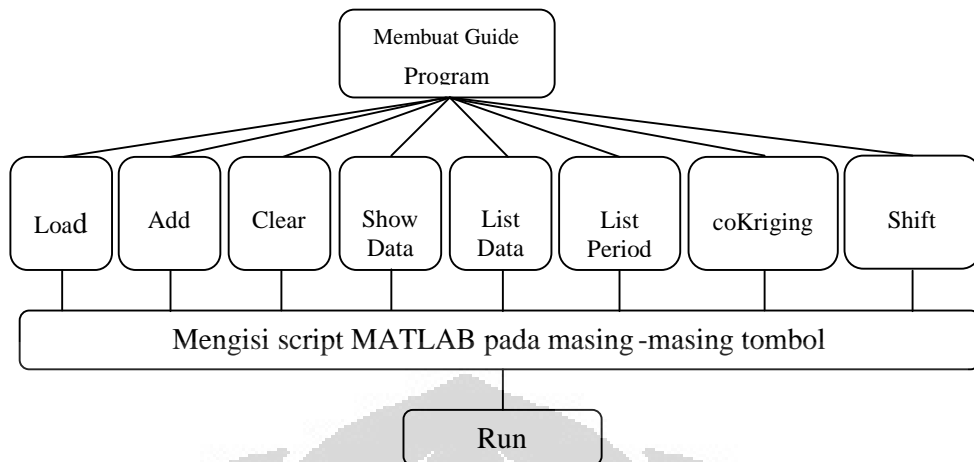 Membuat Guide
Program
Load
Add
Clear
Show
Data
List
Data
List
Period
coKriging
Shift
Mengisi script MATLAB pada masing-masing tombol
Run